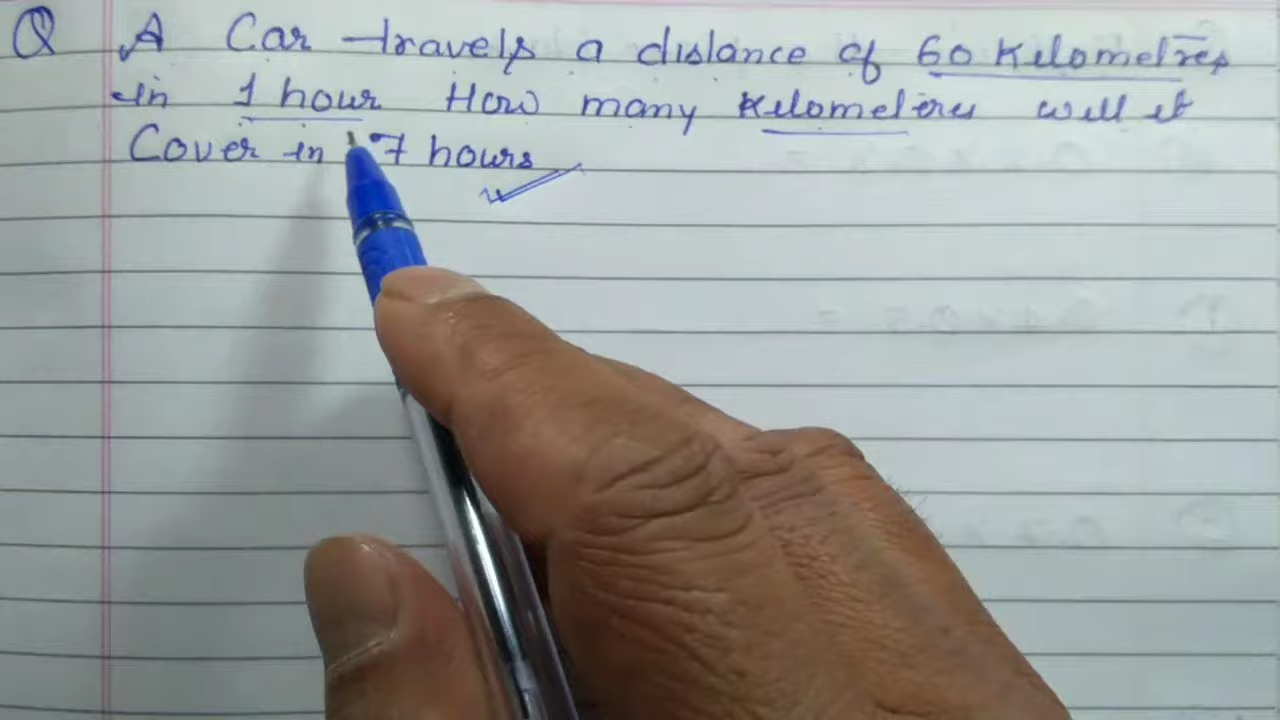 Q A Car travels a distance of 60 Kilometres
in 1 hour How many Kilometres will it
Cover in 7 hours